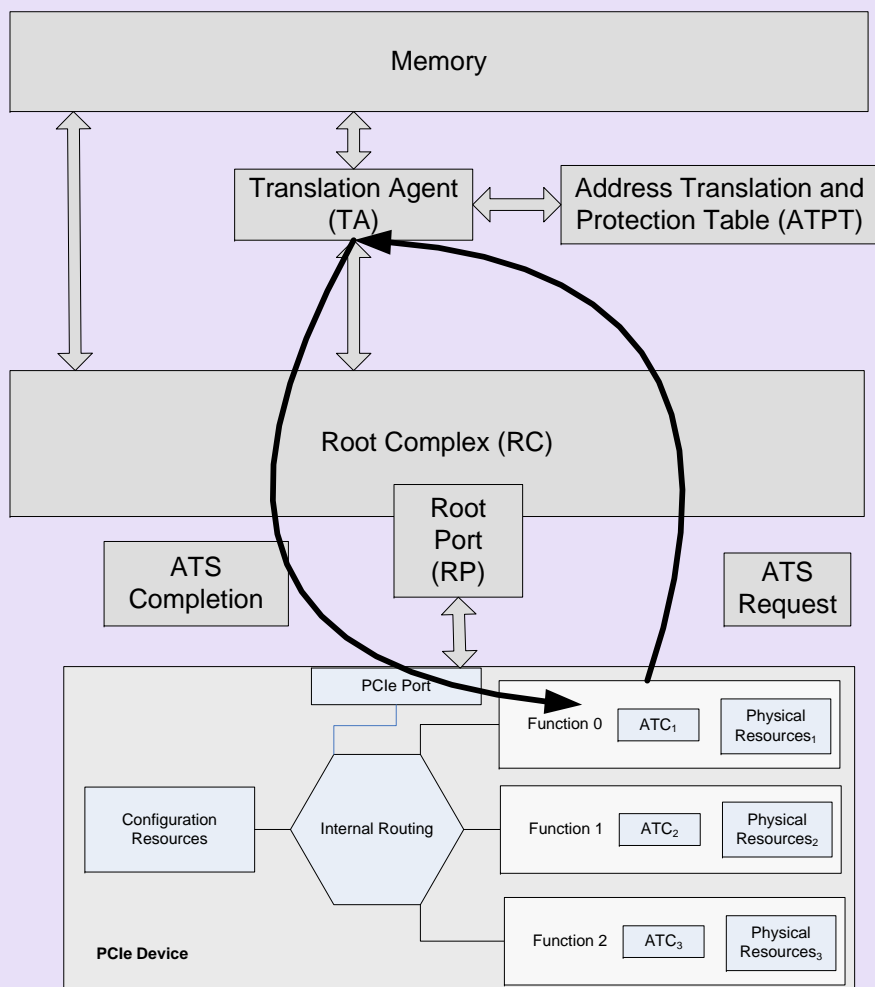 Memory
Translation Agent
(TA)
Address Translation and
Protection Table (ATPT)
Root Complex (RC)
Root
Port
(RP)
ATS
Completion
ATS
Request
PCIe Port
Function 0
ATC₁
Physical
Resources₁
Configuration
Resources
Internal Routing
Function 1
ATC₂
Physical
Resources₂
Function 2
ATC₃
Physical
Resources₃
PCIe Device